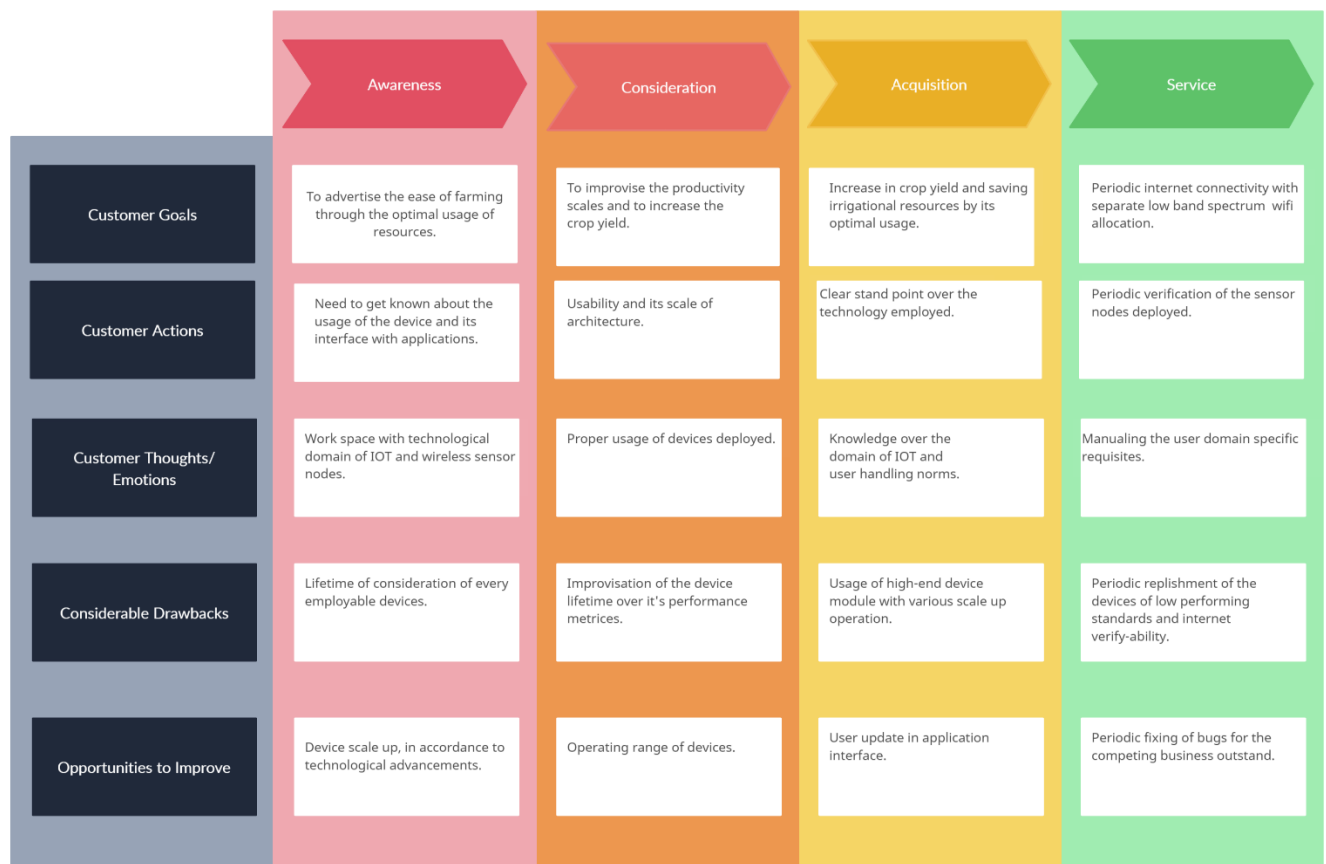 Awareness
Consideration
Acquisition
Service
Customer Goals
To advertise the ease of farming
through the optimal usage of
resources.
To improvise the productivity
scales and to increase the
crop yield.
Increase in crop yield and saving
irrigational resources by its
optimal usage.
Periodic internet connectivity with
separate low band spectrum wifi
allocation.
Customer Actions
Need to get known about the
usage of the device and its
interface with applications.
Usability and its scale of
architecture.
Clear stand point over the
technology employed.
Periodic verification of the sensor
nodes deployed.
Customer Thoughts/
Emotions
Work space with technological
domain of IOT and wireless sensor
nodes.
Proper usage of devices deployed.
Knowledge over the
domain of IOT and
user handling norms.
Manualing the user domain specific
requisites.
Considerable Drawbacks
Lifetime of consideration of every
employable devices.
Improvisation of the device
lifetime over it's performance
metrices.
Usage of high-end device
module with various scale up
operation.
Periodic replishment of the
devices of low performing
standards and internet
verify-ability.
Opportunities to Improve
Device scale up, in accordance to
technological advancements.
Operating range of devices.
User update in application
interface.
Periodic fixing of bugs for the
competing business outstand.